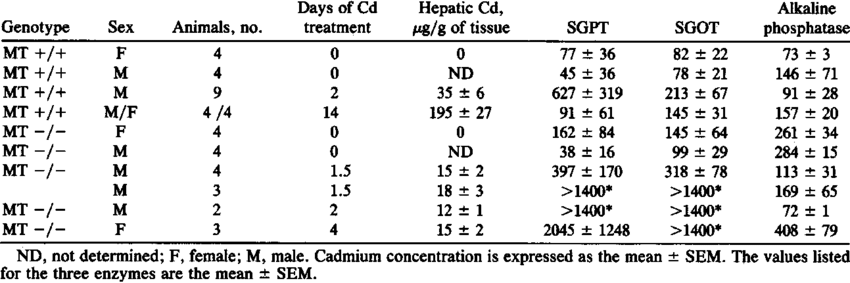 Days of Cd Hepatic Cd, Alkaline
Genotype Sex Animals, no. treatment µg/g of tissue SGPT SGOT phosphatase
MT +/+ F 4 0 0 77 ± 36 82 ± 22 73 ± 3
MT +/+ M 4 0 ND 45 ± 36 78 ± 21 146 ± 71
MT +/+ M 9 2 35 ± 6 627 ± 319 213 ± 67 91 ± 28
MT +/+ M/F 4 /4 14 195 ± 27 91 ± 61 145 ± 31 157 ± 20
MT −/− F 4 0 0 162 ± 84 145 ± 64 261 ± 34
MT −/− M 4 0 ND 38 ± 16 99 ± 29 284 ± 15
MT −/− M 4 1.5 15 ± 2 397 ± 170 318 ± 78 113 ± 31
M 3 1.5 18 ± 3 >1400* >1400* 169 ± 65
MT −/− M 2 2 12 ± 1 >1400* >1400* 72 ± 1
MT −/− F 3 4 15 ± 2 2045 ± 1248 >1400* 408 ± 79
ND, not determined; F, female; M, male. Cadmium concentration is expressed as the mean ± SEM. The values listed
for the three enzymes are the mean ± SEM.